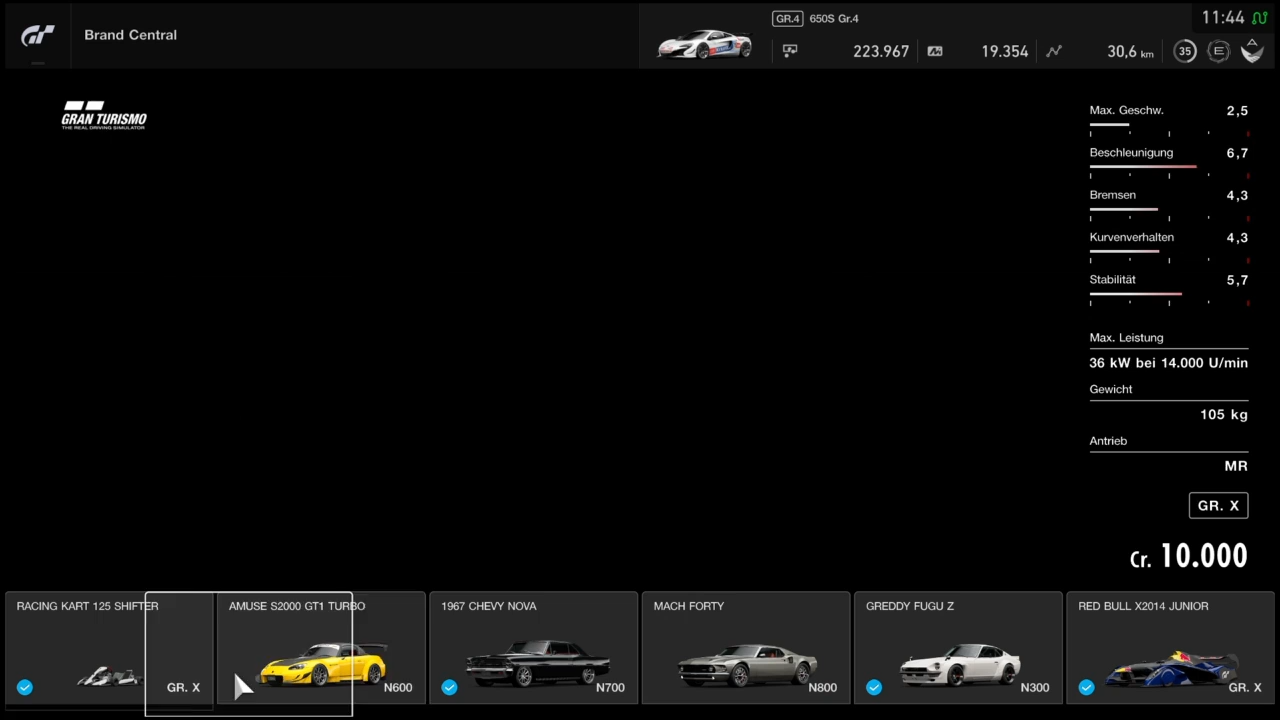 Brand Central
GR.4 650S Gr.4
11:44
223.967
19.354
30,6 km
35
E
A
GRAN TURISMO
THE REAL DRIVING SIMULATOR
Max. Geschw. 2,5
Beschleunigung 6,7
Bremsen 4,3
Kurvenverhalten 4,3
Stabilität 5,7
Max. Leistung
36 kW bei 14.000 U/min
Gewicht
105 kg
Antrieb
MR
GR. X
Cr. 10.000
RACING KART 125 SHIFTER
GR. X
AMUSE S2000 GT1 TURBO
N600
1967 CHEVY NOVA
N700
MACH FORTY
N800
GREDDY FUGU Z
N300
RED BULL X2014 JUNIOR
GR. X